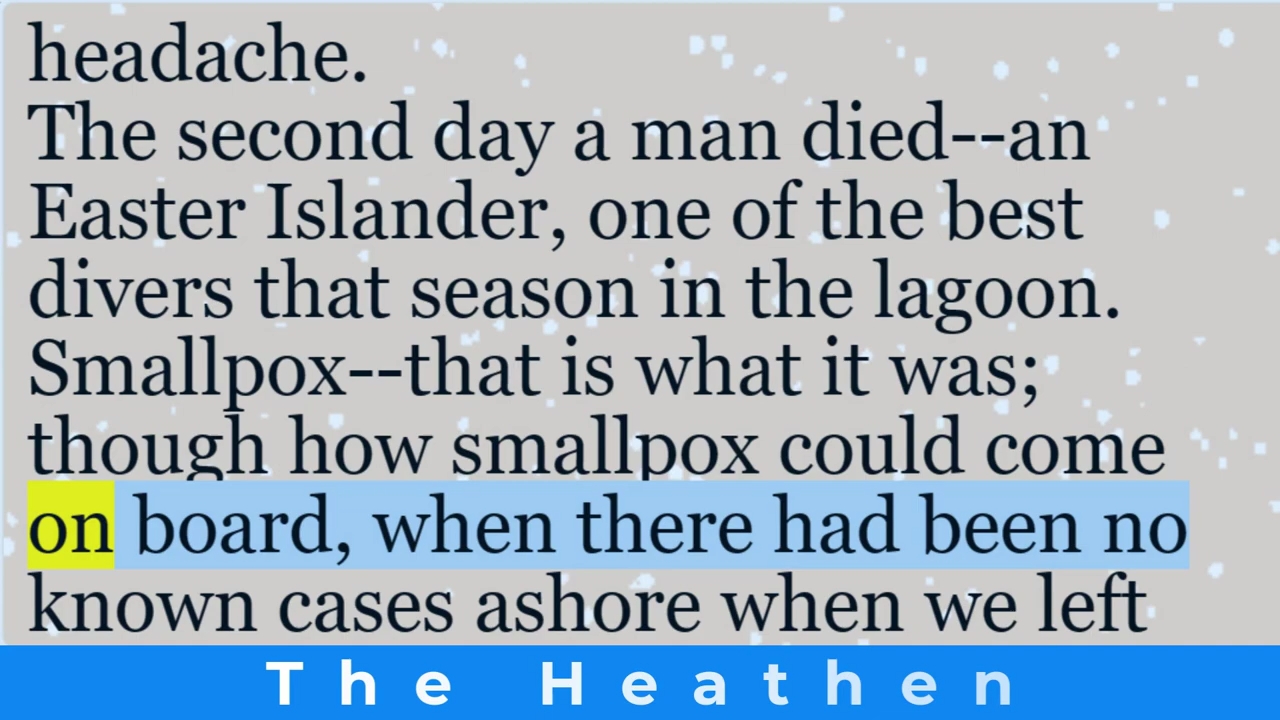 headache.
The second day a man died--an
Easter Islander, one of the best
divers that season in the lagoon.
Smallpox--that is what it was;
though how smallpox could come
on board, when there had been no
known cases ashore when we left
The Heathen